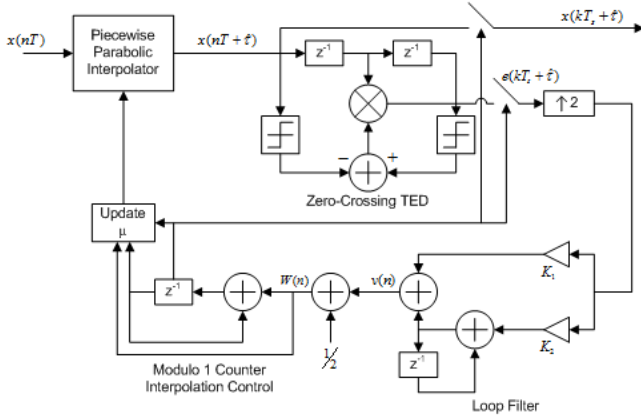 x(nT)
Piecewise
Parabolic
Interpolator
x(nT + τ̂)
z⁻¹
z⁻¹
x(kTₛ + τ̂)
e(kTₛ + τ̂)
↑ 2
−
+
Zero-Crossing TED
Update
μ
z⁻¹
W(n)
v(n)
K₁
1/2
z⁻¹
K₂
Modulo 1 Counter
Interpolation Control
Loop Filter